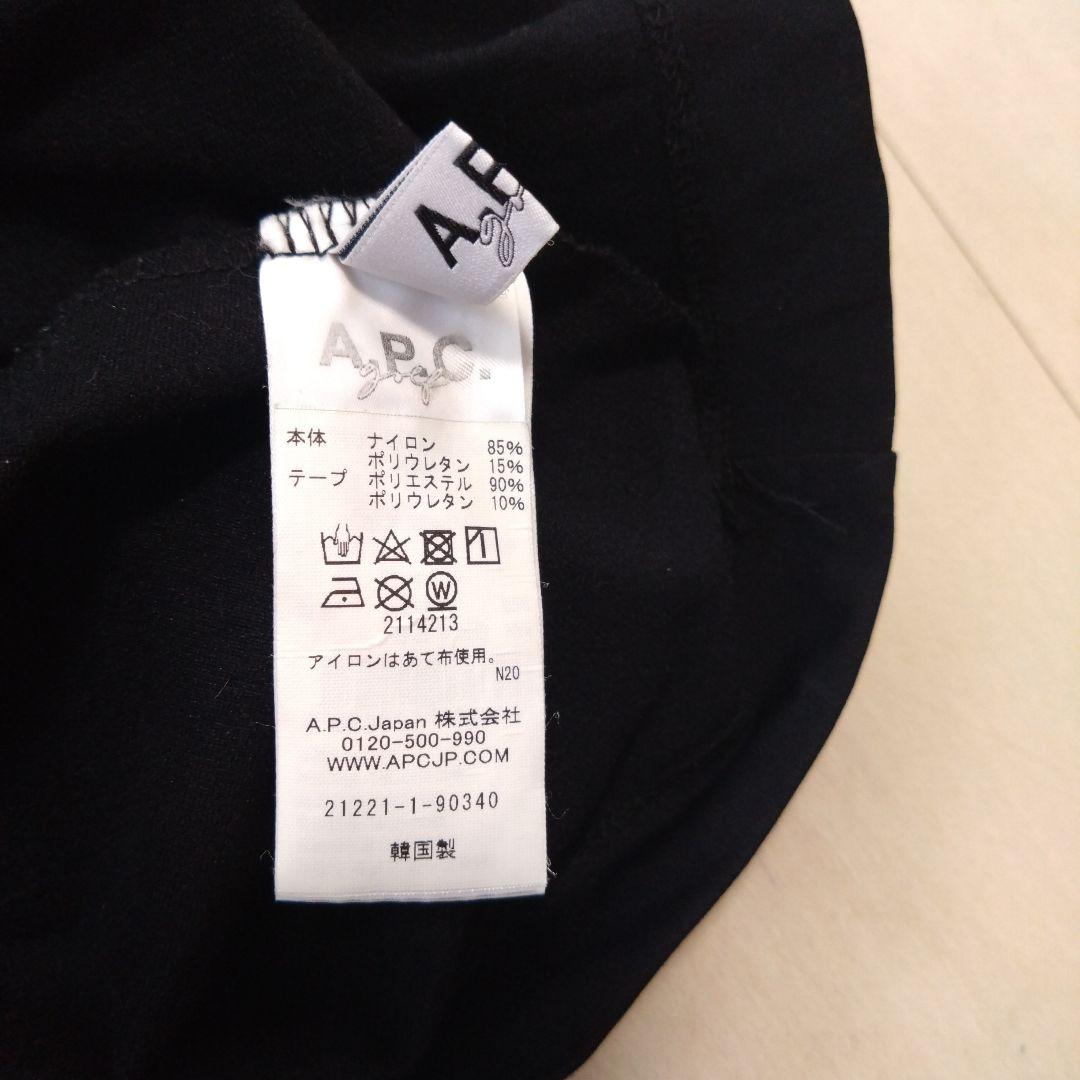 A.P
A.P.C.
golf
本体 ナイロン 85%
ポリウレタン 15%
テープ ポリエステル 90%
ポリウレタン 10%
W
2114213
アイロンはあて布使用。
N20
A.P.C.Japan 株式会社
0120-500-990
WWW.APCJP.COM
21221-1-90340
韓国製